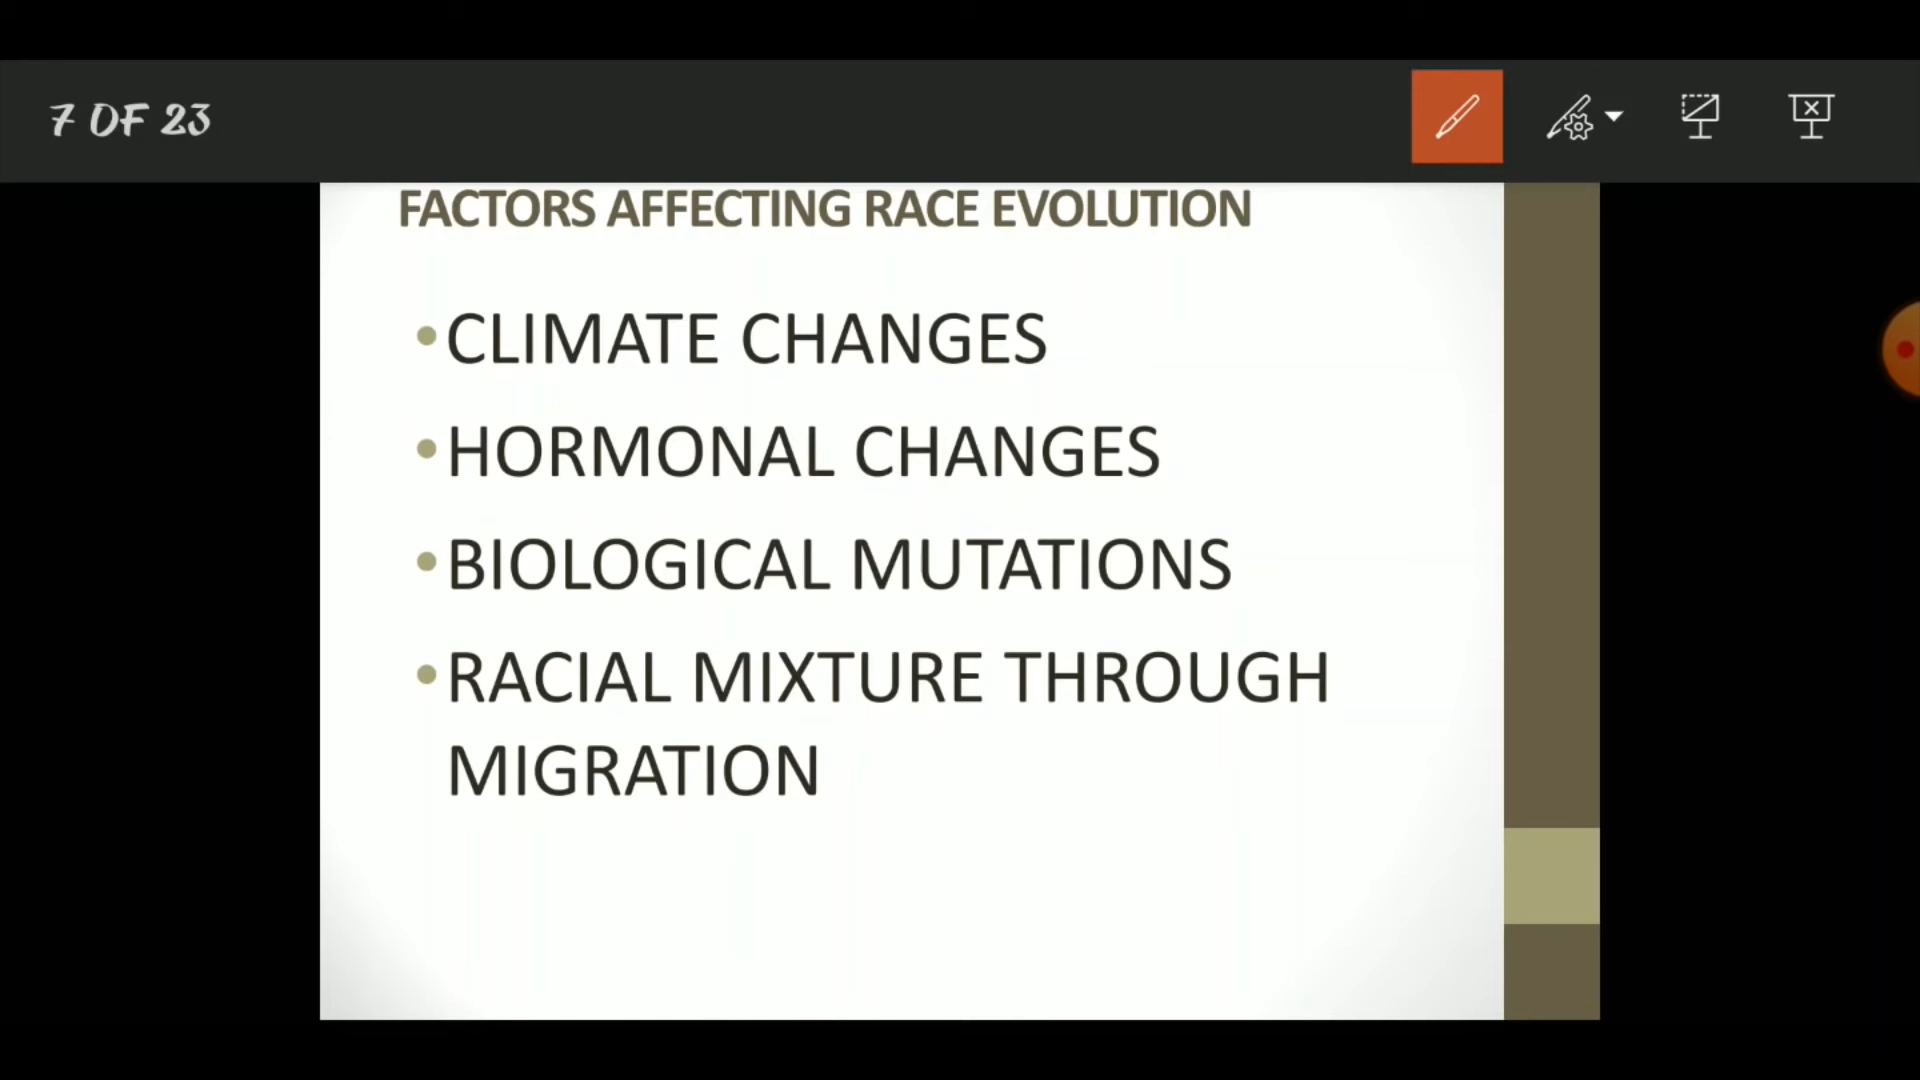 7 OF 23
FACTORS AFFECTING RACE EVOLUTION
•CLIMATE CHANGES
•HORMONAL CHANGES
•BIOLOGICAL MUTATIONS
•RACIAL MIXTURE THROUGH
MIGRATION